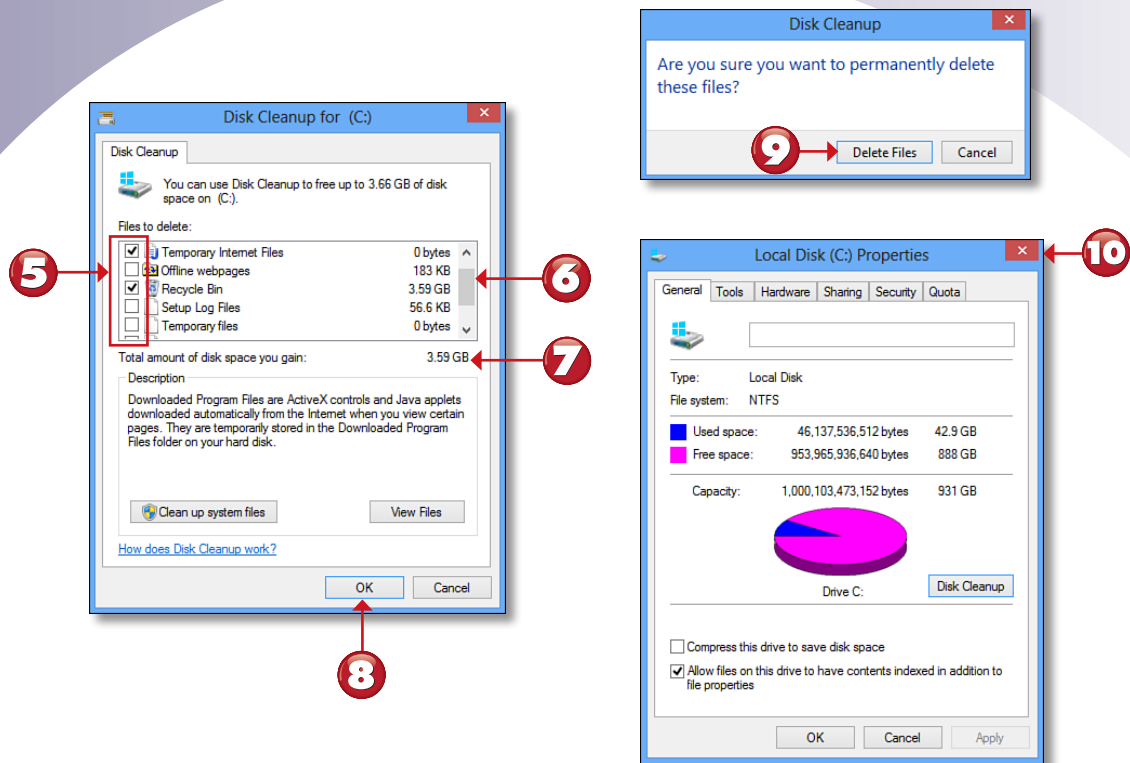 Disk Cleanup for (C:)
Disk Cleanup
You can use Disk Cleanup to free up to 3.66 GB of disk
space on (C:).
Files to delete:
Temporary Internet Files 0 bytes
Offline webpages 183 KB
Recycle Bin 3.59 GB
Setup Log Files 56.6 KB
Temporary files 0 bytes
Total amount of disk space you gain: 3.59 GB
Description
Downloaded Program Files are ActiveX controls and Java applets
downloaded automatically from the Internet when you view certain
pages. They are temporarily stored in the Downloaded Program
Files folder on your hard disk.
Clean up system files View Files
How does Disk Cleanup work?
OK Cancel
5
6
7
8
Disk Cleanup
Are you sure you want to permanently delete
these files?
9
Delete Files Cancel
Local Disk (C:) Properties
10
General Tools Hardware Sharing Security Quota
Type: Local Disk
File system: NTFS
Used space: 46,137,536,512 bytes 42.9 GB
Free space: 953,965,936,640 bytes 888 GB
Capacity: 1,000,103,473,152 bytes 931 GB
Drive C: Disk Cleanup
Compress this drive to save disk space
Allow files on this drive to have contents indexed in addition to
file properties
OK Cancel Apply